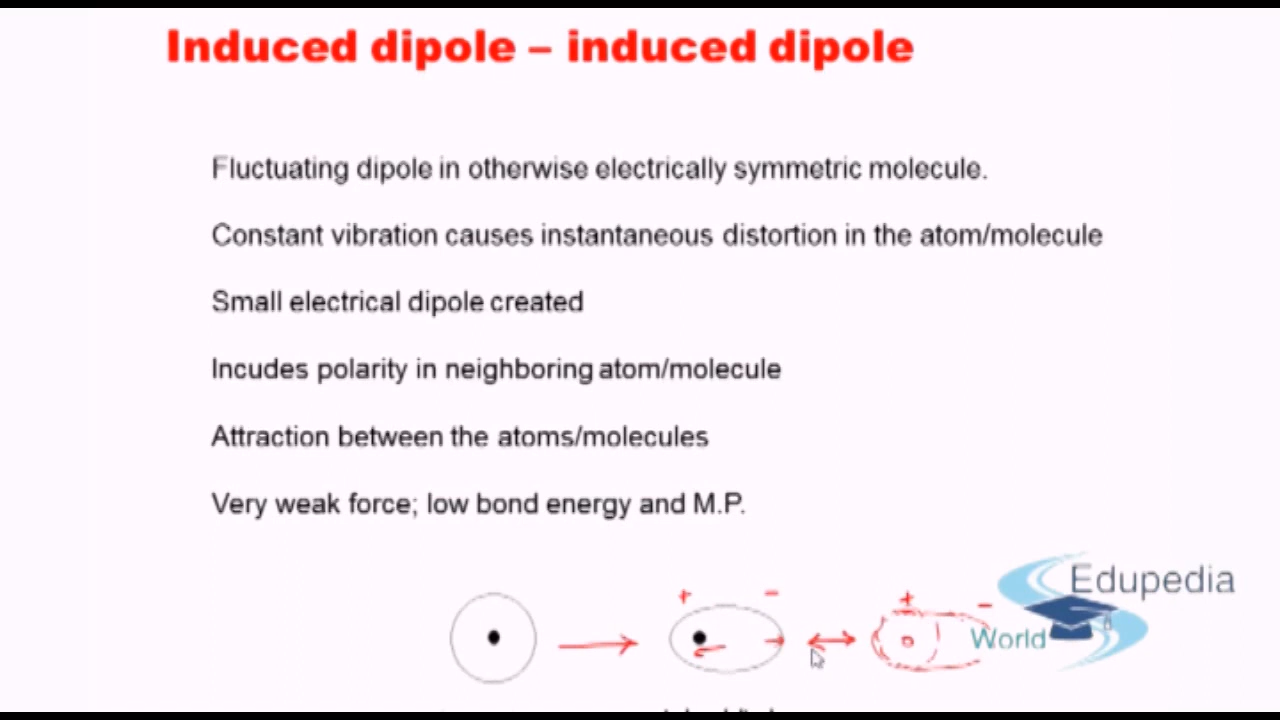 Induced dipole – induced dipole
Fluctuating dipole in otherwise electrically symmetric molecule.
Constant vibration causes instantaneous distortion in the atom/molecule
Small electrical dipole created
Incudes polarity in neighboring atom/molecule
Attraction between the atoms/molecules
Very weak force; low bond energy and M.P.
+ - + -
Edupedia
World